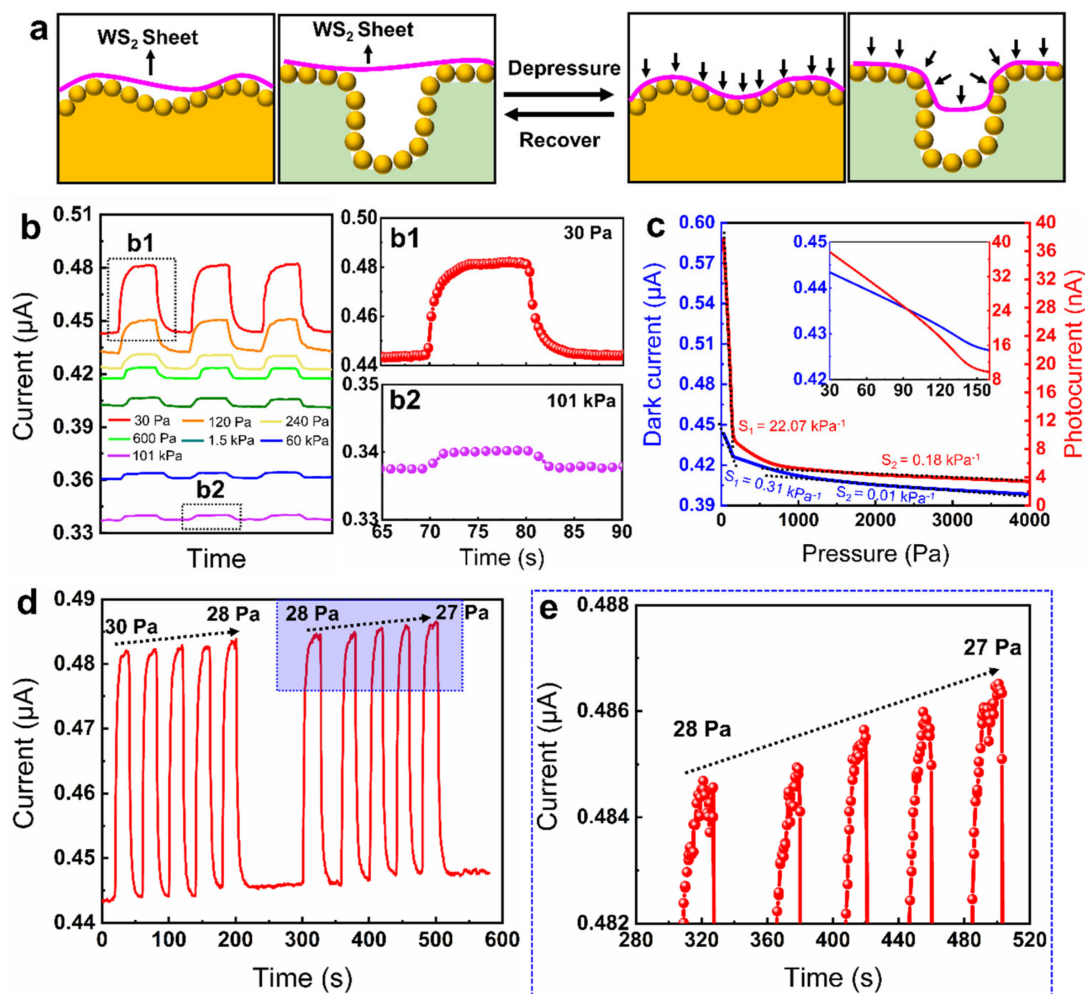 a
WS₂ Sheet
WS₂ Sheet
Depressure
Recover
b
Current (μA)
0.51
0.48
0.45
0.42
0.39
0.36
0.33
b1
30 Pa
120 Pa
240 Pa
600 Pa
1.5 kPa
60 kPa
101 kPa
b2
Time
b1
30 Pa
0.50
0.48
0.46
0.44
b2
101 kPa
0.35
0.34
0.33
65 70 75 80 85 90
Time (s)
c
Dark current (μA)
0.60
0.57
0.54
0.51
0.48
0.45
0.42
0.39
0.45
0.44
0.43
0.42
30 60 90 120 150
40
32
24
16
8
S₁ = 22.07 kPa⁻¹
S₂ = 0.18 kPa⁻¹
S₁ = 0.31 kPa⁻¹
S₂ = 0.01 kPa⁻¹
0 1000 2000 3000 4000
Pressure (Pa)
40
36
32
28
24
20
16
12
8
4
0
Photocurrent (nA)
d
Current (μA)
0.49
0.48
0.47
0.46
0.45
0.44
30 Pa
28 Pa
28 Pa
27 Pa
0 100 200 300 400 500 600
Time (s)
e
Current (μA)
0.488
0.486
0.484
0.482
28 Pa
27 Pa
280 320 360 400 440 480 520
Time (s)